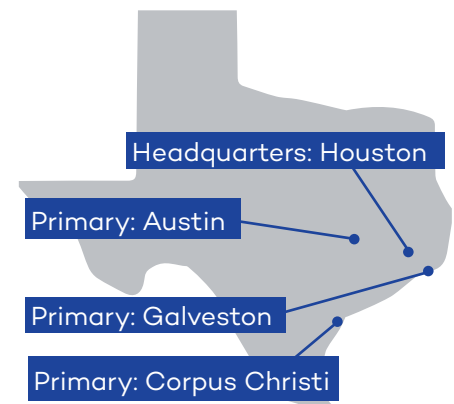 Headquarters: Houston
Primary: Austin
Primary: Galveston
Primary: Corpus Christi